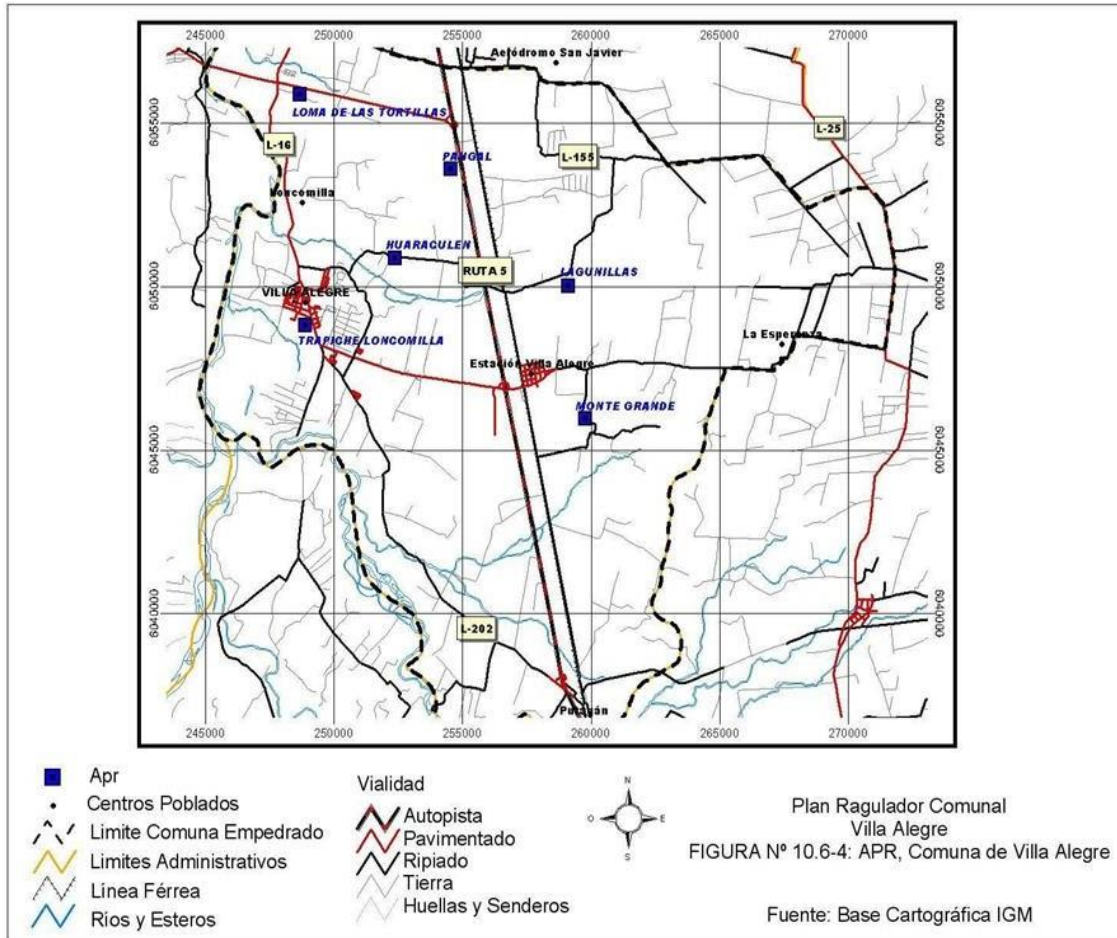 245000 250000 255000 260000 265000 270000
Aeródromo San Javier
LOMA DE LAS TORTILLAS
6055000
6055000
L-16
L-25
PANGAL
L-155
Loncomilla
HUARACULEN
RUTA 5
LAGUNILLAS
6050000
6050000
VILLA ALEGRE
TRAPICHE LONCOMILLA
La Esperanza
Estación Villa Alegre
MONTE GRANDE
6045000
6045000
6040000
6040000
L-202
Putagán
245000 250000 255000 260000 265000 270000
Apr
Centros Poblados
Limite Comuna Empedrado
Limites Administrativos
Línea Férrea
Rios y Esteros
Vialidad
Autopista
Pavimentado
Ripiado
Tierra
Huellas y Senderos
N
O E
S
Plan Ragulador Comunal
Villa Alegre
FIGURA Nº 10.6-4: APR, Comuna de Villa Alegre
Fuente: Base Cartográfica IGM